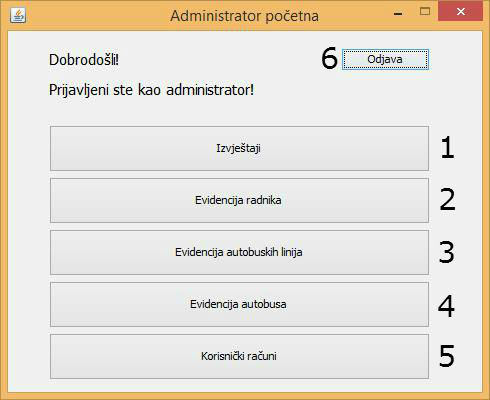 Administrator početna
Dobrodošli!
6 Odjava
Prijavljeni ste kao administrator!
Izvještaji 1
Evidencija radnika 2
Evidencija autobuskih linija 3
Evidencija autobusa 4
Korisnički računi 5